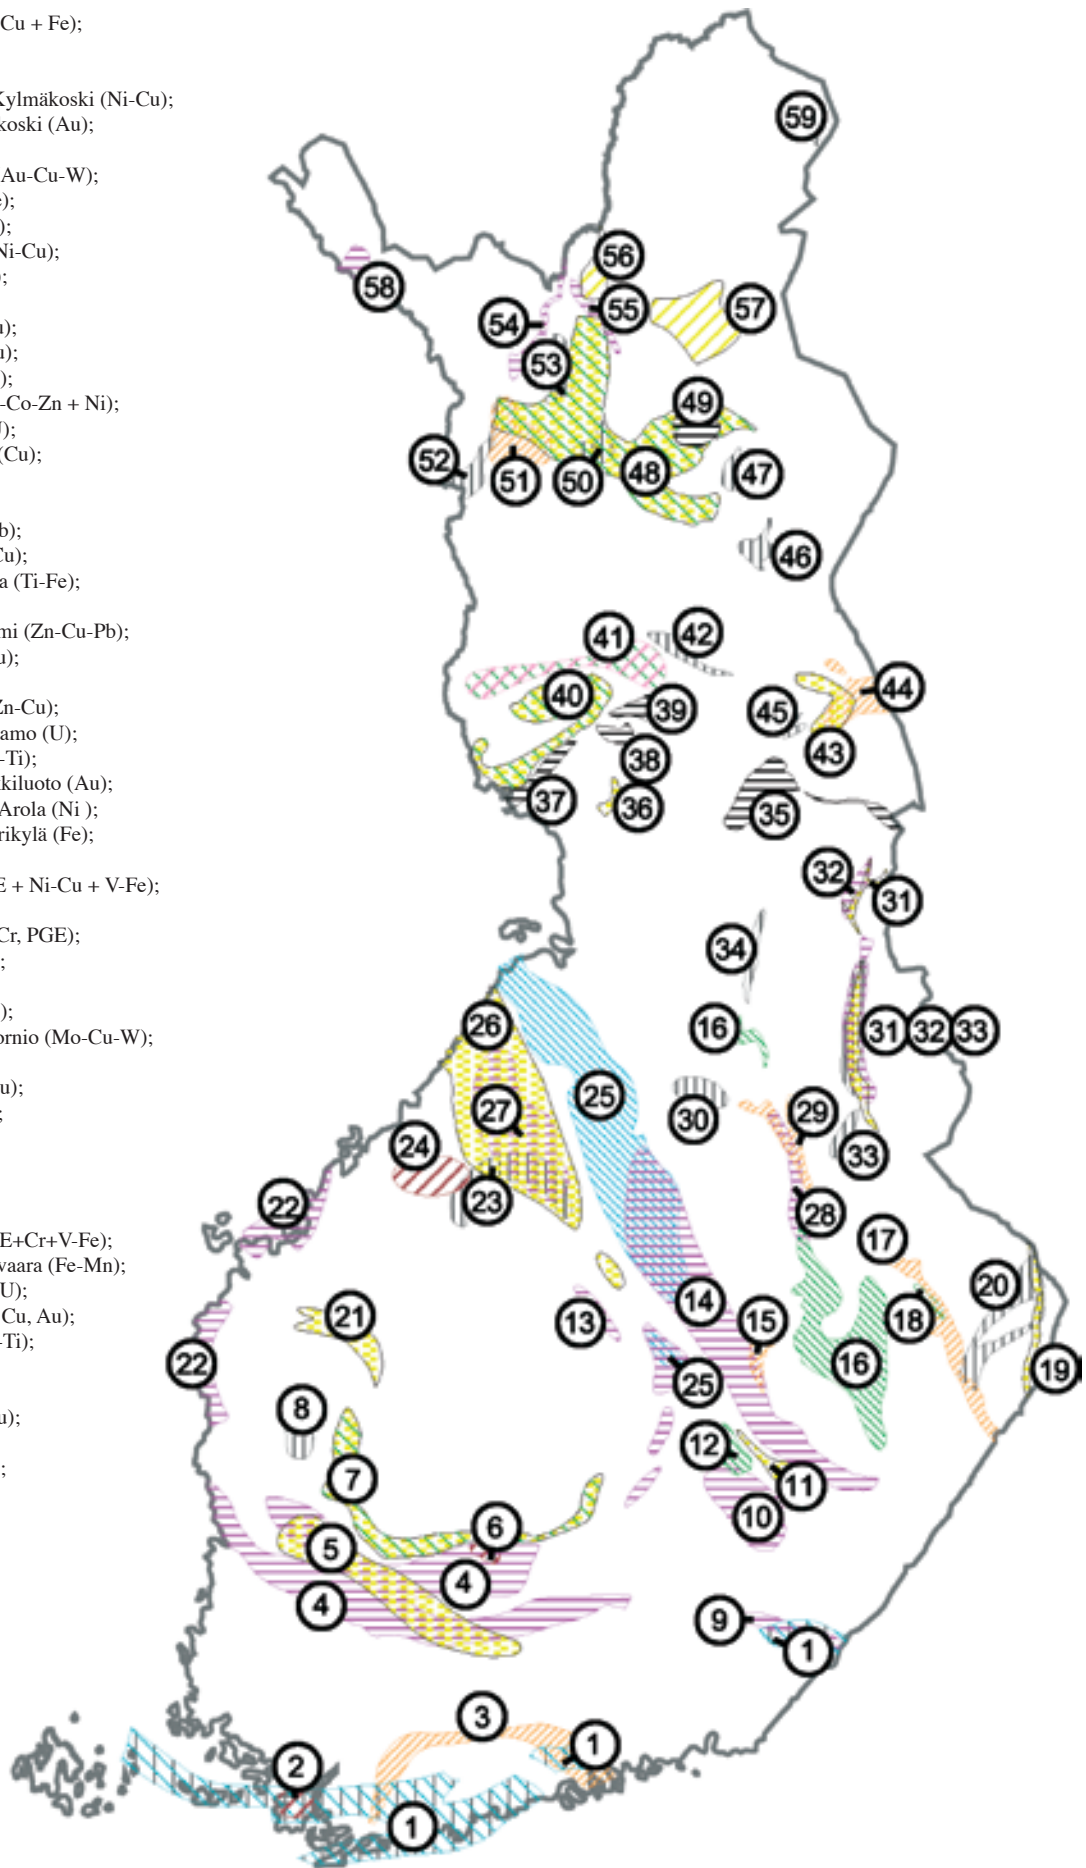 Cu + Fe);
Kylmäkoski (Ni-Cu);
koski (Au);
Au-Cu-W);
e);
);
Ni-Cu);
);
u);
u);
);
-Co-Zn + Ni);
U);
(Cu);
b);
Cu);
a (Ti-Fe);
mi (Zn-Cu-Pb);
u);
Zn-Cu);
amo (U);
-Ti);
kkiluoto (Au);
Arola (Ni );
rikylä (Fe);
E + Ni-Cu + V-Fe);
Cr, PGE);
;
);
ornio (Mo-Cu-W);
u);
;
E+Cr+V-Fe);
vaara (Fe-Mn);
U);
Cu, Au);
-Ti);
u);
;
59
56
58
55
57
54
53
49
52
51
50
48
47
46
41
42
40
39
44
45
43
38
37
36
35
32
31
34
26
16
31
32
33
25
27
30
29
24
33
23
22
28
17
20
14
21
13
15
18
22
16
19
25
8
12
7
11
10
6
5
4
4
9
1
3
1
2
1